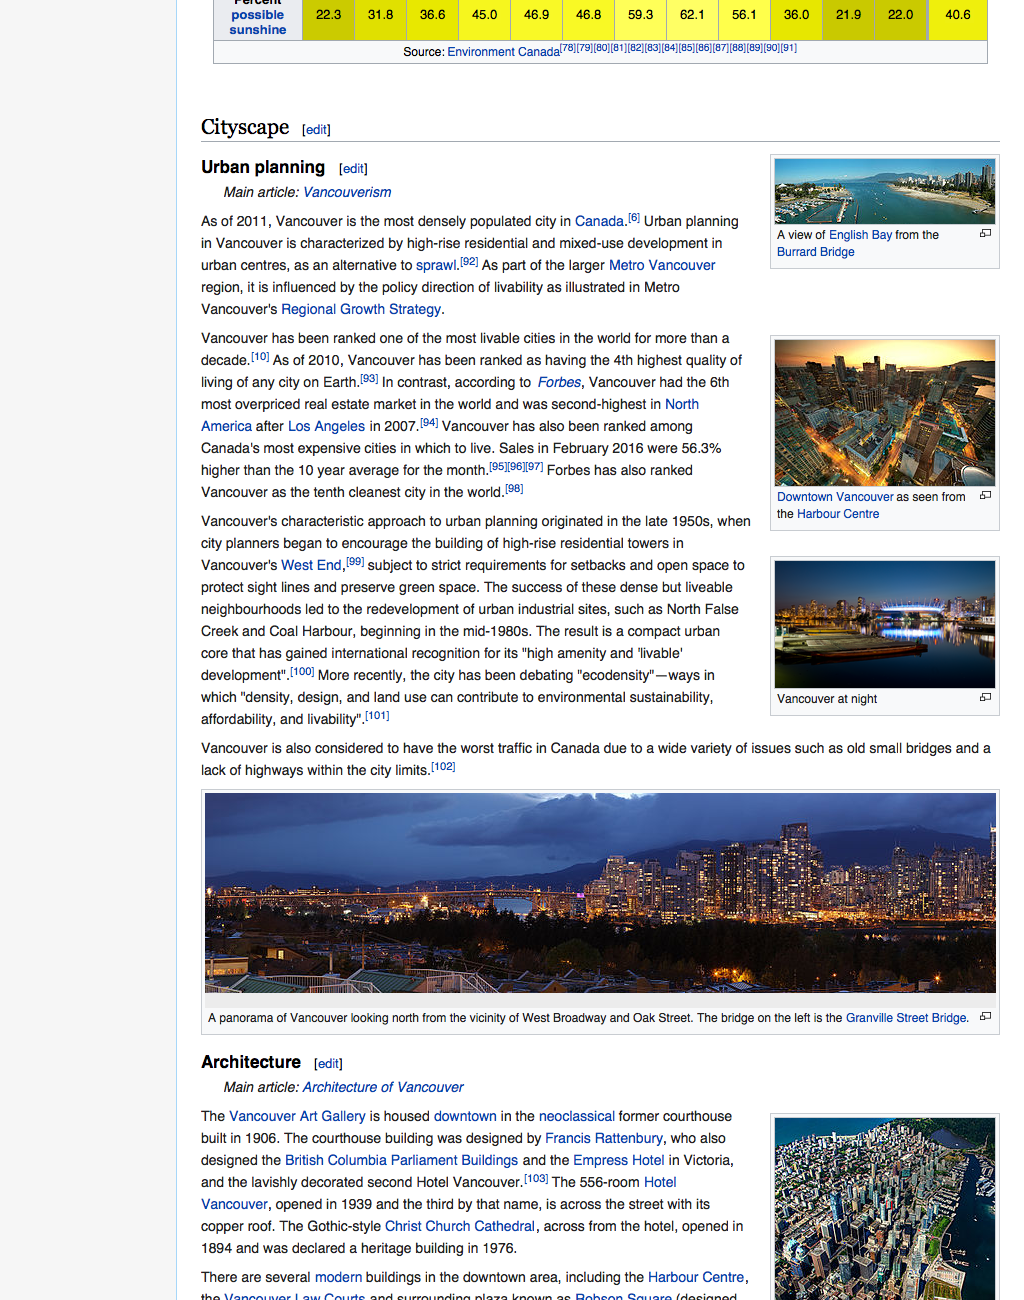 Percent
possible
sunshine
22.3 31.8 36.6 45.0 46.9 46.8 59.3 62.1 56.1 36.0 21.9 22.0 40.6
Source: Environment Canada[78][79][80][81][82][83][84][85][86][87][88][89][90][91]
Cityscape [edit]
Urban planning [edit]
Main article: Vancouverism
As of 2011, Vancouver is the most densely populated city in Canada.[6] Urban planning
in Vancouver is characterized by high-rise residential and mixed-use development in
urban centres, as an alternative to sprawl.[92] As part of the larger Metro Vancouver
region, it is influenced by the policy direction of livability as illustrated in Metro
Vancouver's Regional Growth Strategy.
A view of English Bay from the
Burrard Bridge
Vancouver has been ranked one of the most livable cities in the world for more than a
decade.[10] As of 2010, Vancouver has been ranked as having the 4th highest quality of
living of any city on Earth.[93] In contrast, according to Forbes, Vancouver had the 6th
most overpriced real estate market in the world and was second-highest in North
America after Los Angeles in 2007.[94] Vancouver has also been ranked among
Canada's most expensive cities in which to live. Sales in February 2016 were 56.3%
higher than the 10 year average for the month.[95][96][97] Forbes has also ranked
Vancouver as the tenth cleanest city in the world.[98]
Downtown Vancouver as seen from
the Harbour Centre
Vancouver's characteristic approach to urban planning originated in the late 1950s, when
city planners began to encourage the building of high-rise residential towers in
Vancouver's West End,[99] subject to strict requirements for setbacks and open space to
protect sight lines and preserve green space. The success of these dense but liveable
neighbourhoods led to the redevelopment of urban industrial sites, such as North False
Creek and Coal Harbour, beginning in the mid-1980s. The result is a compact urban
core that has gained international recognition for its "high amenity and 'livable'
development".[100] More recently, the city has been debating "ecodensity"—ways in
which "density, design, and land use can contribute to environmental sustainability,
affordability, and livability".[101]
Vancouver at night
Vancouver is also considered to have the worst traffic in Canada due to a wide variety of issues such as old small bridges and a
lack of highways within the city limits.[102]
A panorama of Vancouver looking north from the vicinity of West Broadway and Oak Street. The bridge on the left is the Granville Street Bridge.
Architecture [edit]
Main article: Architecture of Vancouver
The Vancouver Art Gallery is housed downtown in the neoclassical former courthouse
built in 1906. The courthouse building was designed by Francis Rattenbury, who also
designed the British Columbia Parliament Buildings and the Empress Hotel in Victoria,
and the lavishly decorated second Hotel Vancouver.[103] The 556-room Hotel
Vancouver, opened in 1939 and the third by that name, is across the street with its
copper roof. The Gothic-style Christ Church Cathedral, across from the hotel, opened in
1894 and was declared a heritage building in 1976.
There are several modern buildings in the downtown area, including the Harbour Centre,
the Vancouver Law Courts and surrounding plaza known as Robson Square (designed